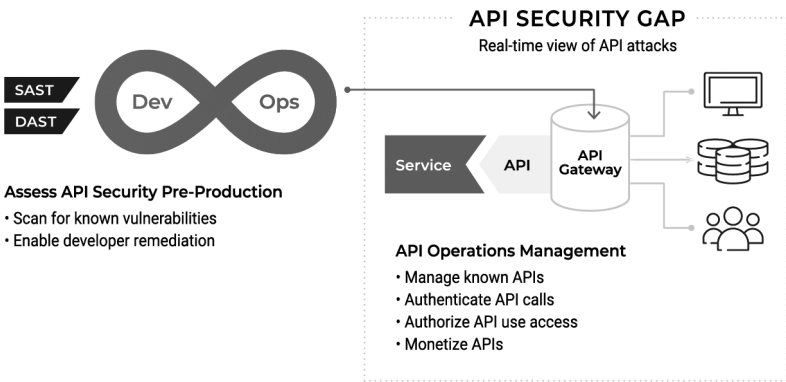 API SECURITY GAP
Real-time view of API attacks
SAST
DAST
Dev
Ops
Service
API
API
Gateway
Assess API Security Pre-Production
• Scan for known vulnerabilities
• Enable developer remediation
API Operations Management
• Manage known APIs
• Authenticate API calls
• Authorize API use access
• Monetize APIs